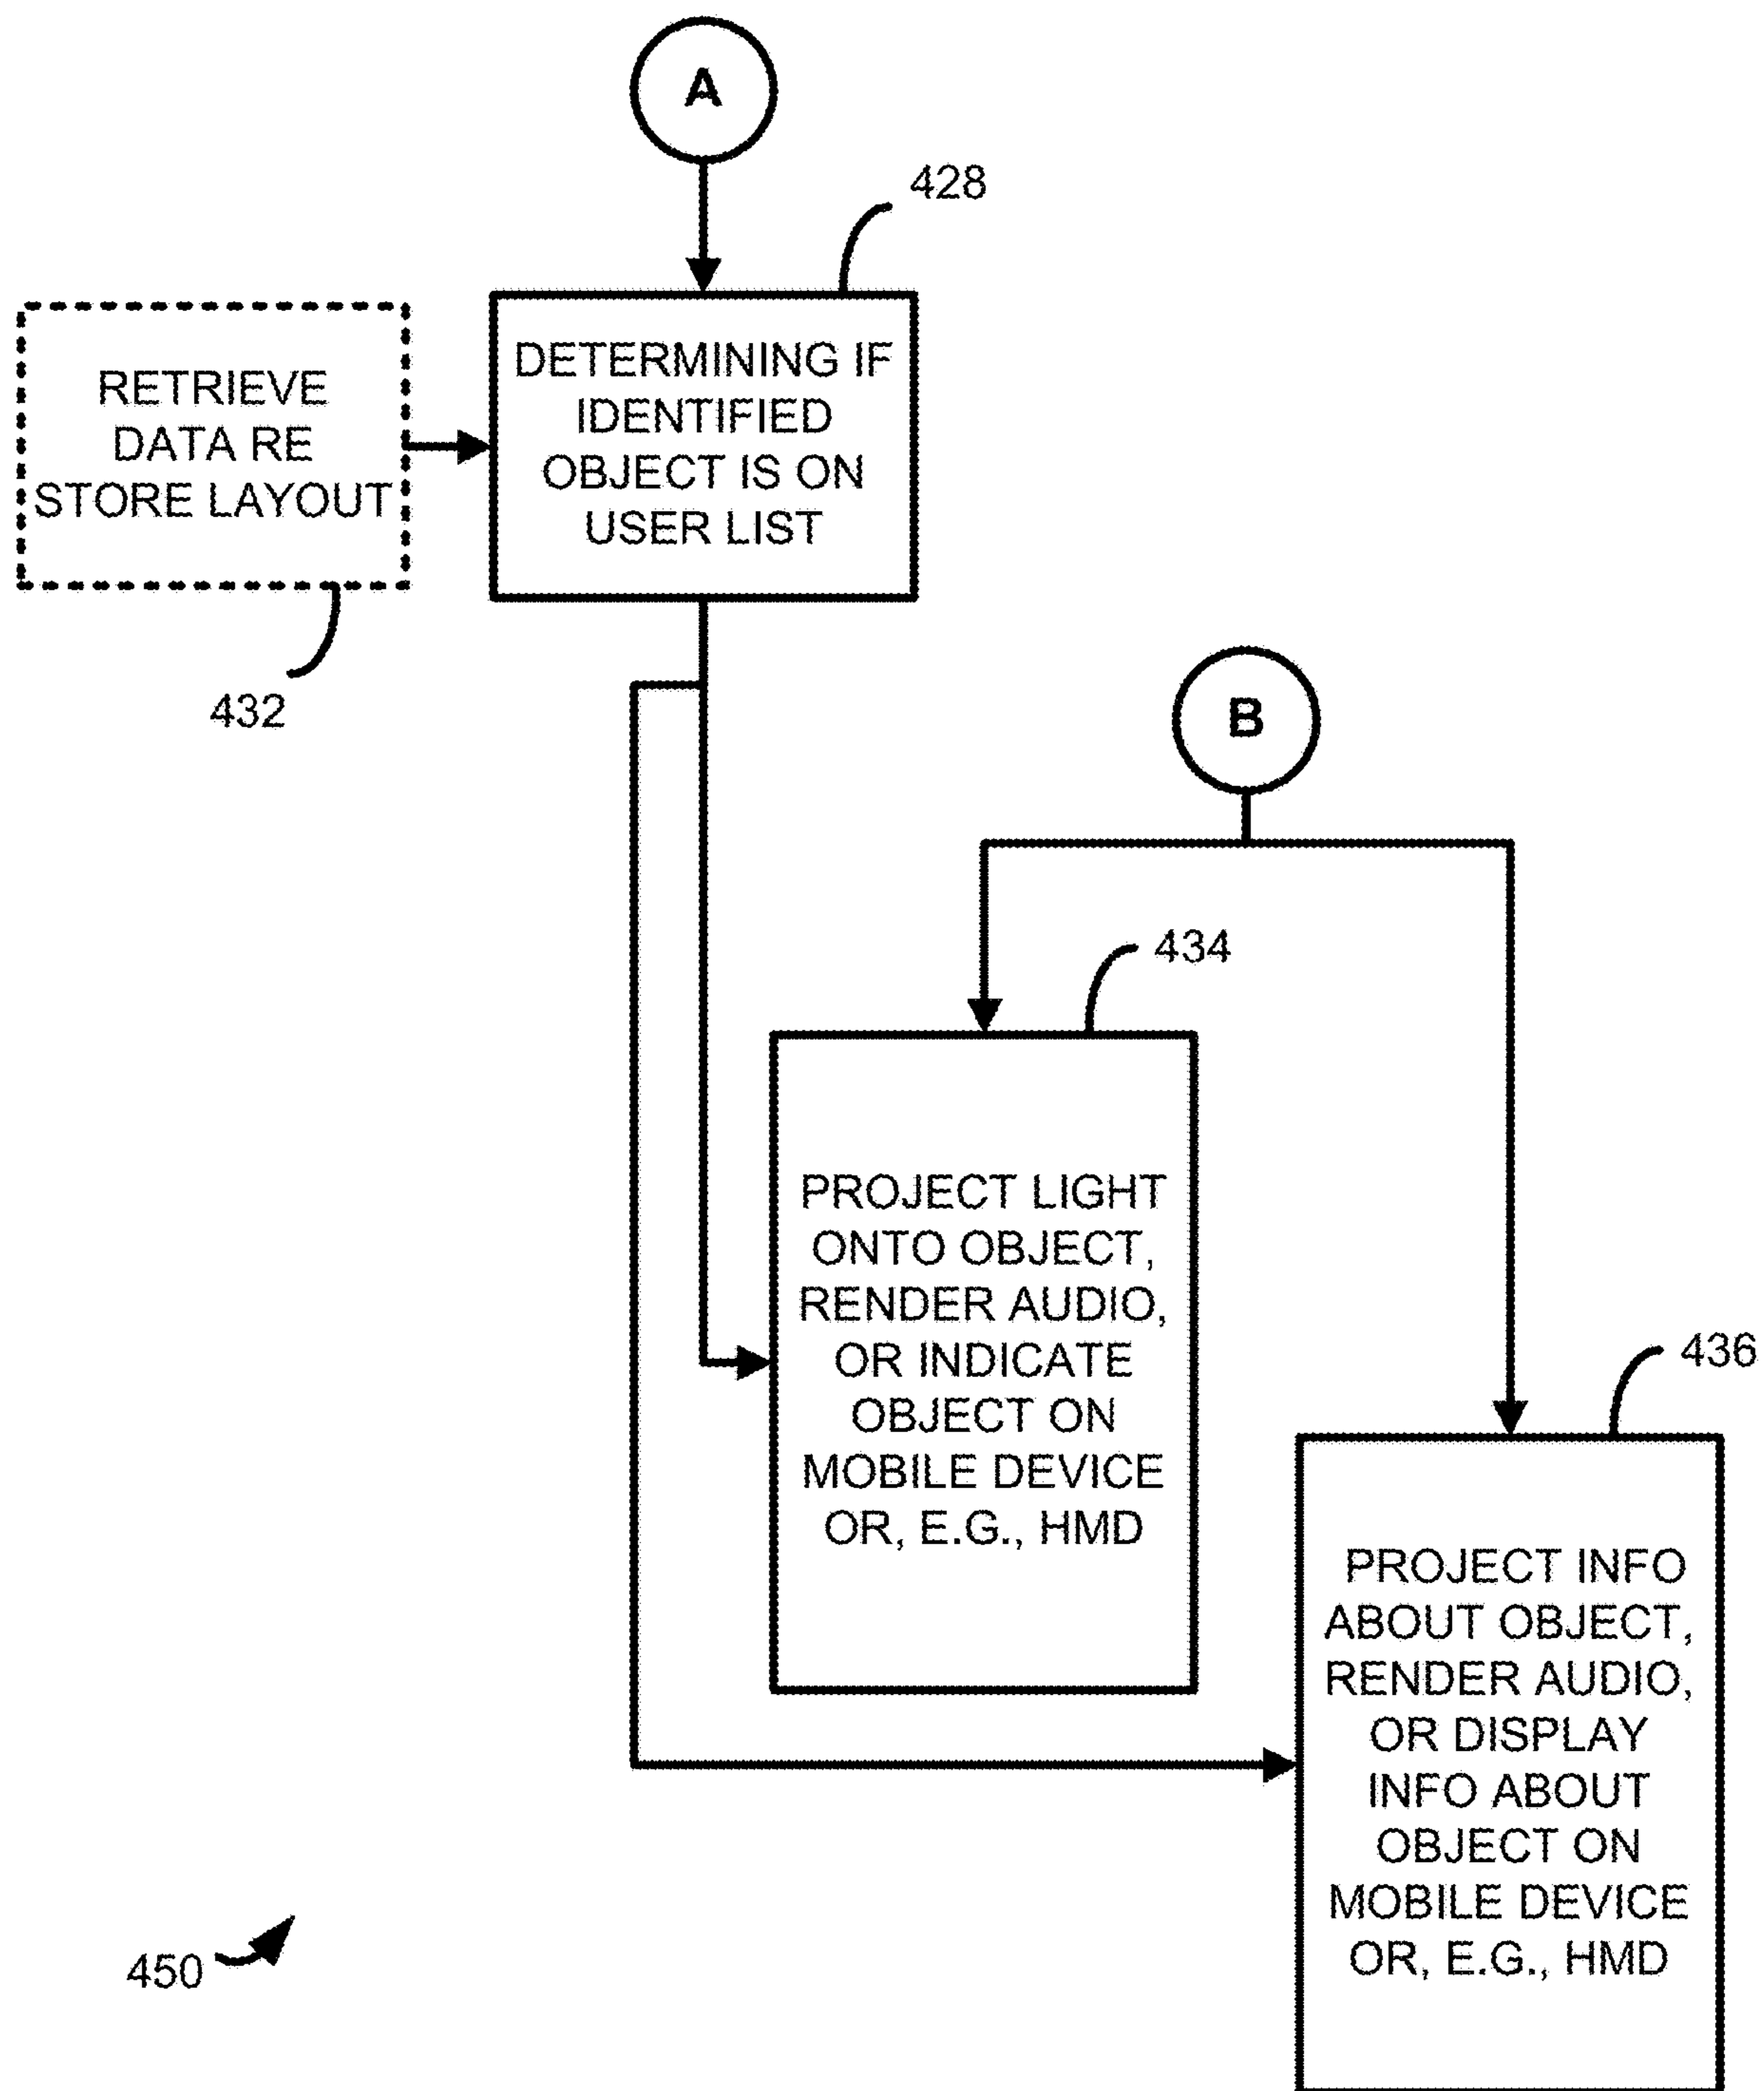 A
428
RETRIEVE
DATA RE
STORE LAYOUT
432
DETERMINING IF
IDENTIFIED
OBJECT IS ON
USER LIST
B
434
PROJECT LIGHT
ONTO OBJECT,
RENDER AUDIO,
OR INDICATE
OBJECT ON
MOBILE DEVICE
OR, E.G., HMD
436
PROJECT INFO
ABOUT OBJECT,
RENDER AUDIO,
OR DISPLAY
INFO ABOUT
OBJECT ON
MOBILE DEVICE
OR, E.G., HMD
450